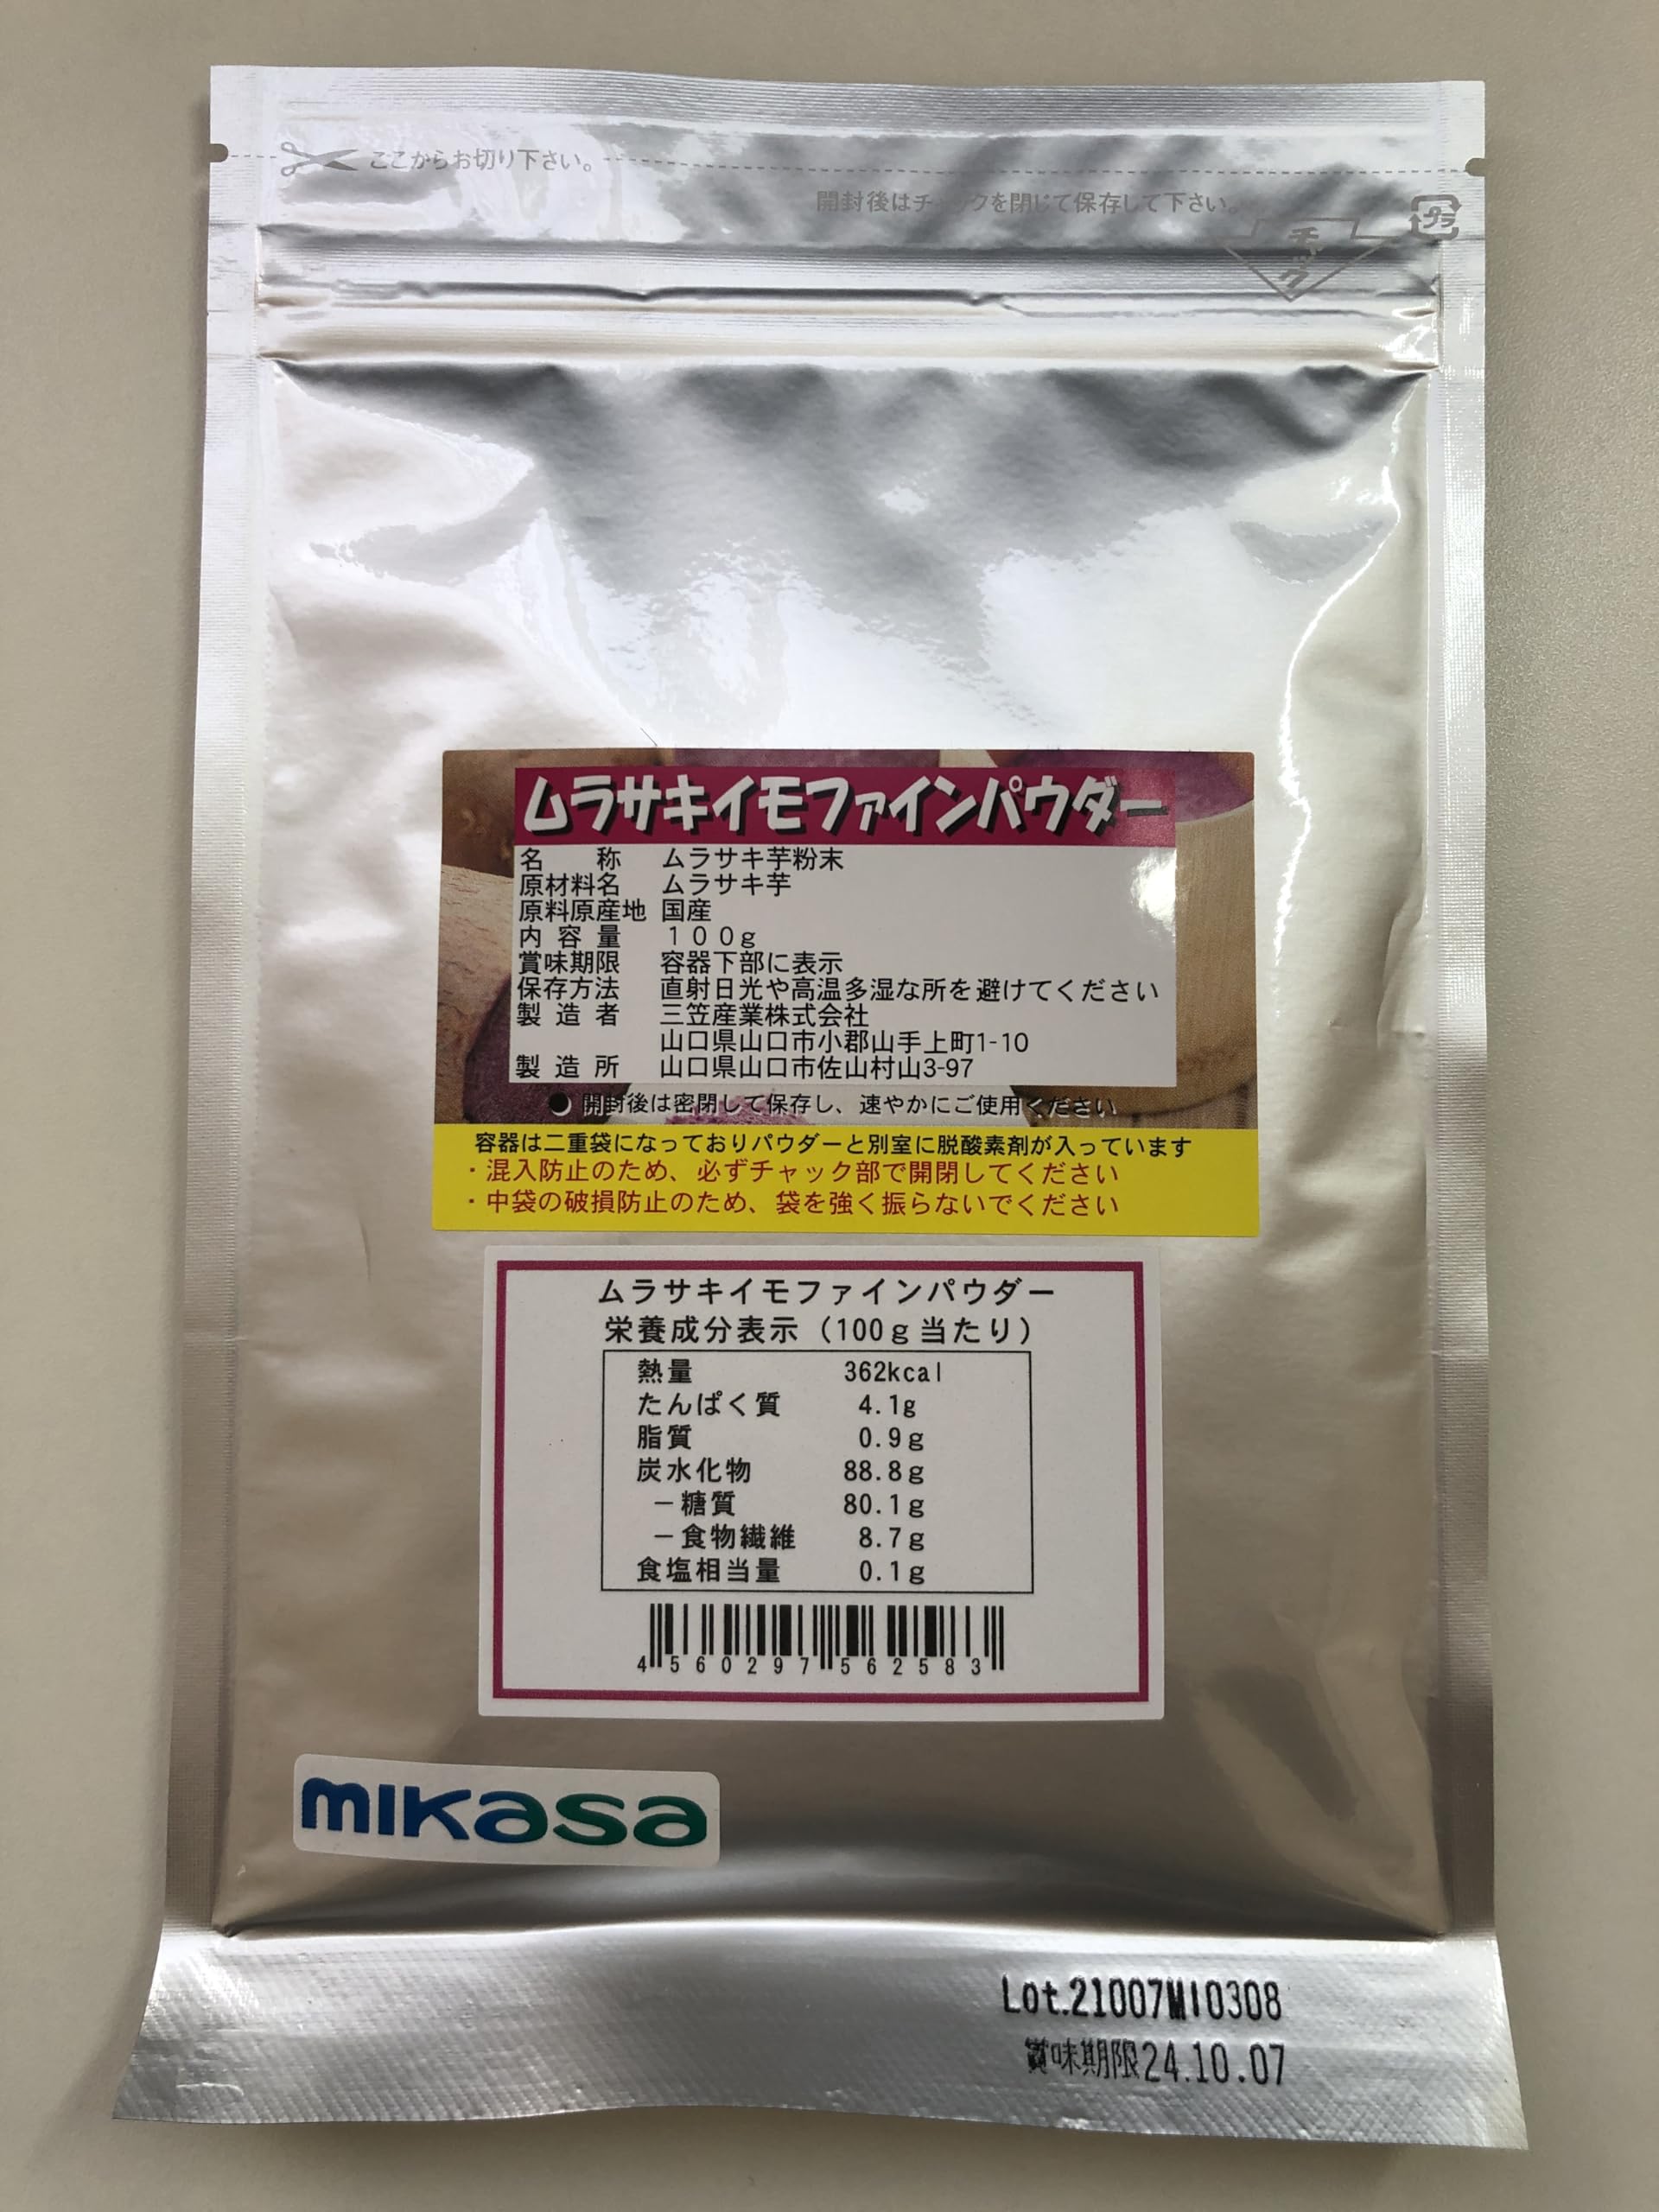 ここからお切り下さい。
開封後はチャックを閉じて保存して下さい。
プラ
チャック
ムラサキイモファインパウダー
名　称　ムラサキ芋粉末
原材料名　ムラサキ芋
原料原産地　国産
内容量　１００g
賞味期限　容器下部に表示
保存方法　直射日光や高温多湿な所を避けてください
製造者　三笠産業株式会社
山口県山口市小郡山手上町1-10
製造所　山口県山口市佐山村山3-97
●開封後は密閉して保存し、速やかにご使用ください
容器は二重袋になっておりパウダーと別室に脱酸素剤が入っています
・混入防止のため、必ずチャック部で開閉してください
・中袋の破損防止のため、袋を強く振らないでください
ムラサキイモファインパウダー
栄養成分表示（100g当たり）
熱量　362kcal
たんぱく質　4.1g
脂質　0.9g
炭水化物　88.8g
－糖質　80.1g
－食物繊維　8.7g
食塩相当量　0.1g
4560297562583
mikasa
Lot.21007M10308
賞味期限24.10.07